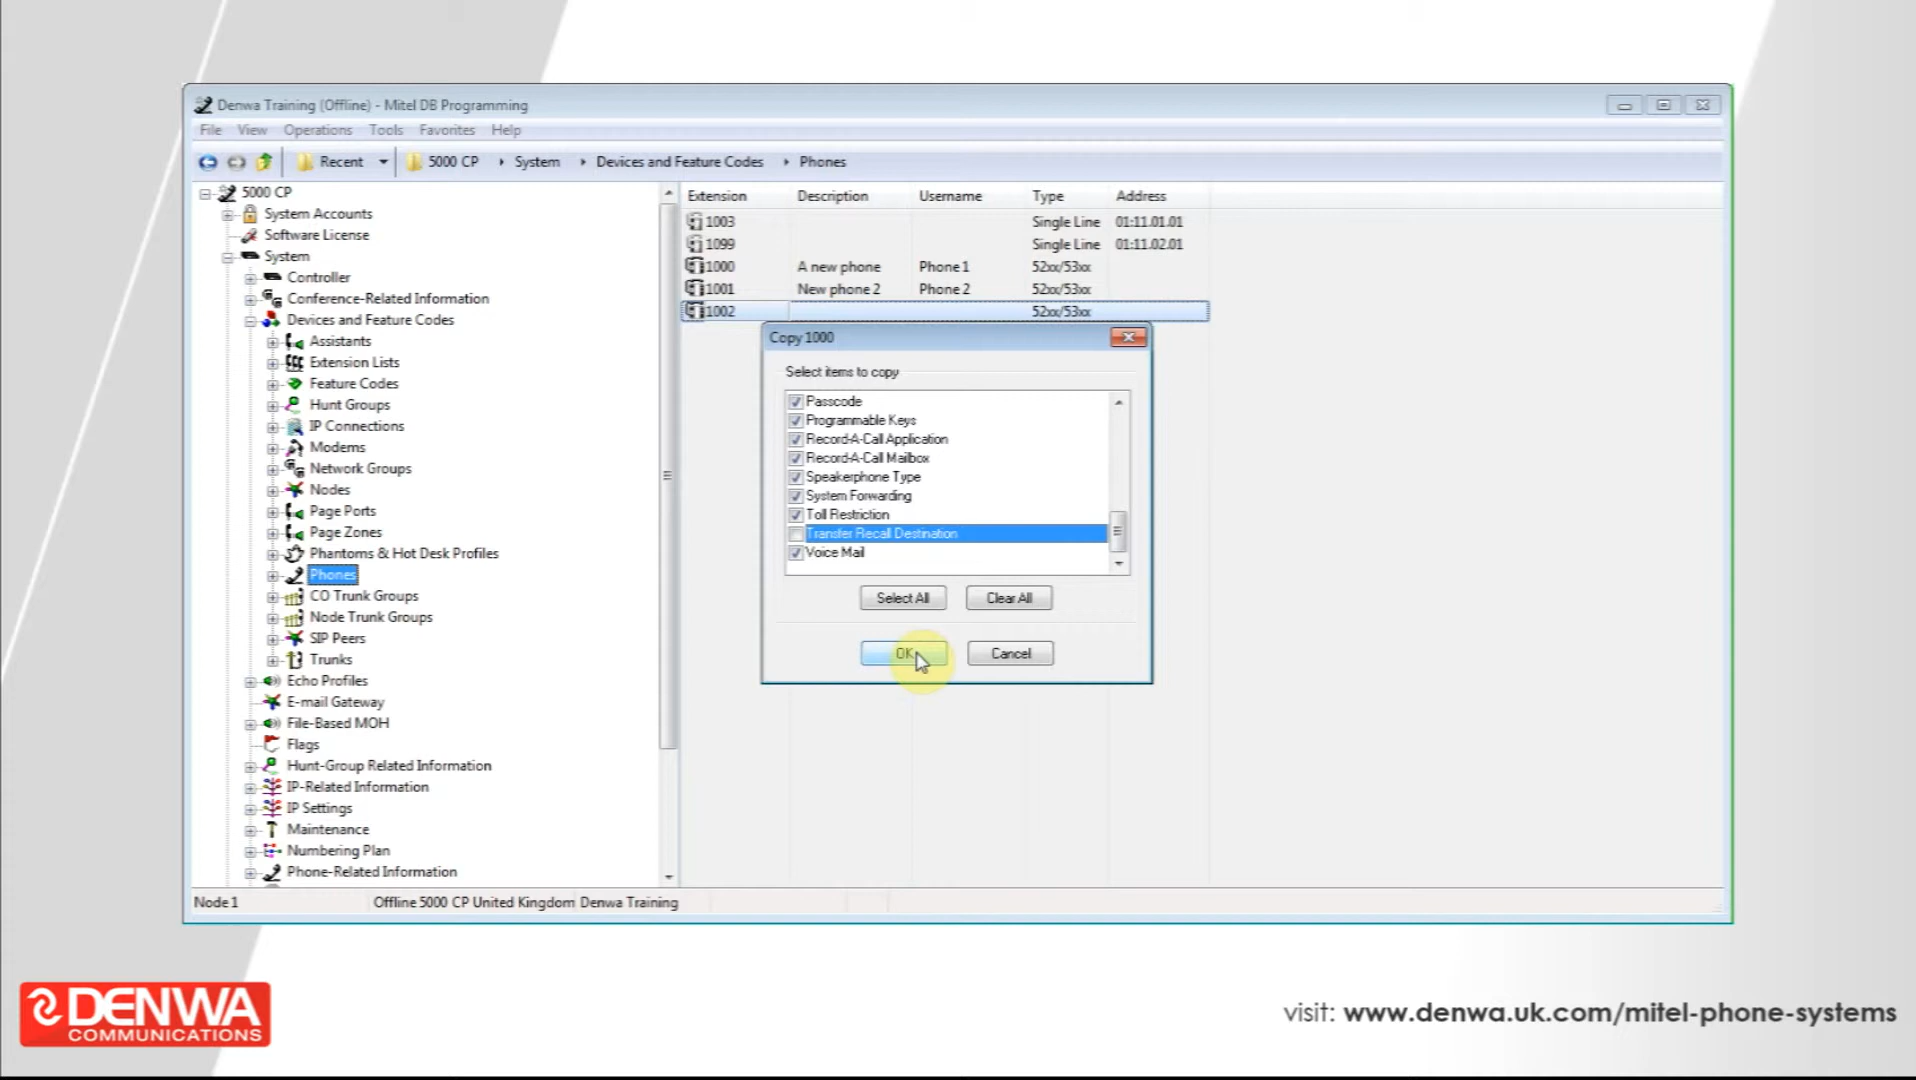 Denwa Training (Offline) - Mitel DB Programming
File View Operations Tools Favorites Help
Recent 5000 CP System Devices and Feature Codes Phones
5000 CP
System Accounts
Software License
System
Controller
Conference-Related Information
Devices and Feature Codes
Assistants
Extension Lists
Feature Codes
Hunt Groups
IP Connections
Modems
Network Groups
Nodes
Page Ports
Page Zones
Phantoms & Hot Desk Profiles
Phones
CO Trunk Groups
Node Trunk Groups
SIP Peers
Trunks
Echo Profiles
E-mail Gateway
File-Based MOH
Flags
Hunt-Group Related Information
IP-Related Information
IP Settings
Maintenance
Numbering Plan
Phone-Related Information
Extension Description Username Type Address
1003 Single Line 01:11.01.01
1099 Single Line 01:11.02.01
1000 A new phone Phone 1 52xx/53xx
1001 New phone 2 Phone 2 52xx/53xx
1002 52xx/53xx
Copy 1000
Select items to copy
Passcode
Programmable Keys
Record-A-Call Application
Record-A-Call Mailbox
Speakerphone Type
System Forwarding
Toll Restriction
Transfer Recall Destination
Voice Mail
Select All Clear All
OK Cancel
Node 1 Offline 5000 CP United Kingdom Denwa Training
DENWA
COMMUNICATIONS
visit: www.denwa.uk.com/mitel-phone-systems